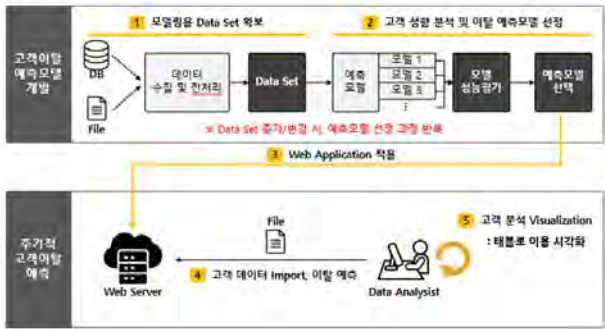 1 모델링용 Data Set 확보
2 고객 성향 분석 및 이탈 예측모델 선정
고객이탈
예측모델
개발
DB
File
데이터
수집 및 전처리
Data Set
예측
모델
모델 1
모델 2
모델 3
⋮
모델
성능평가
예측모델
선택
※ Data Set 추가/변경 시, 예측모델 선정 과정 반복
3 Web Application 적용
주기적
고객이탈
예측
Web Server
File
4 고객 데이터 Import, 이탈 예측
Data Analysist
5 고객 분석 Visualization
: 태블로 이용 시각화